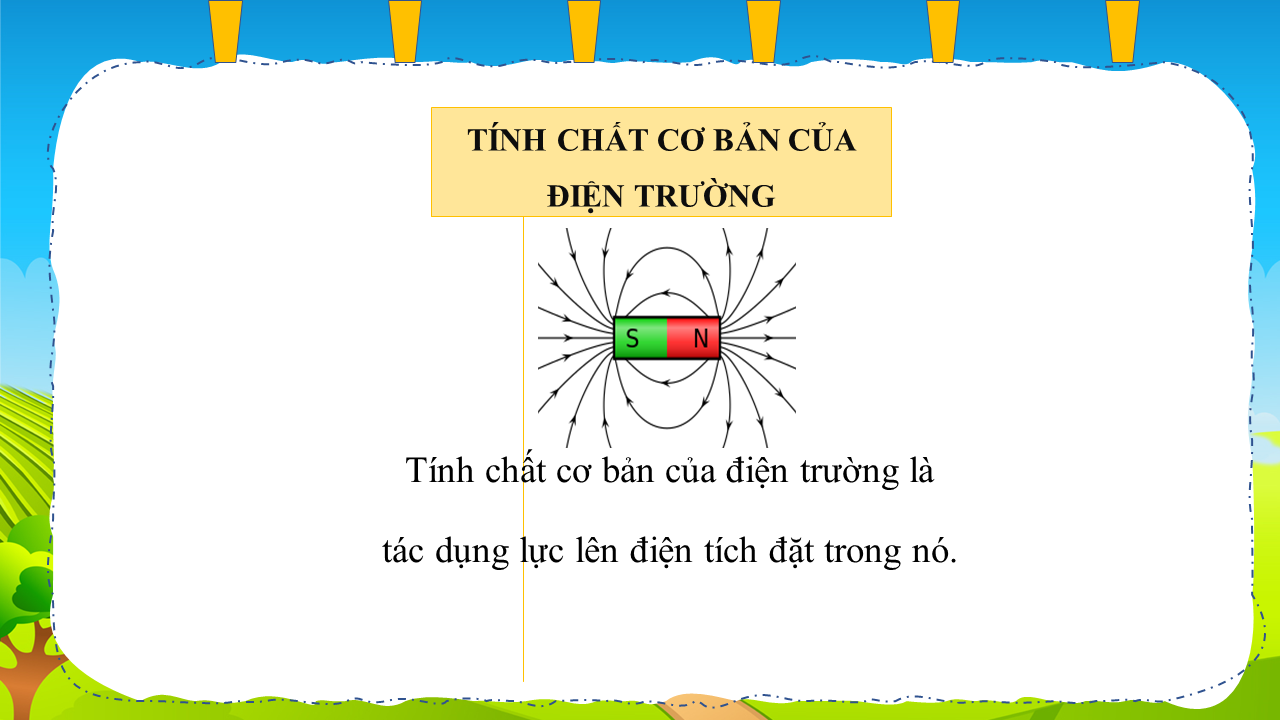 TÍNH CHẤT CƠ BẢN CỦA
ĐIỆN TRƯỜNG
S N
Tính chất cơ bản của điện trường là
tác dụng lực lên điện tích đặt trong nó.